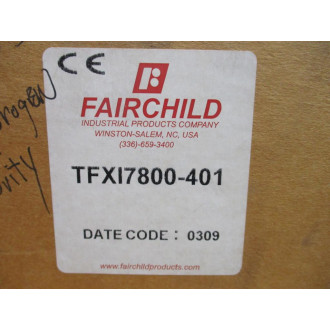 CE
FAIRCHILD
INDUSTRIAL PRODUCTS COMPANY
WINSTON-SALEM, NC, USA
(336)-659-3400
TFXI7800-401
DATE CODE : 0309
www.fairchildproducts.com